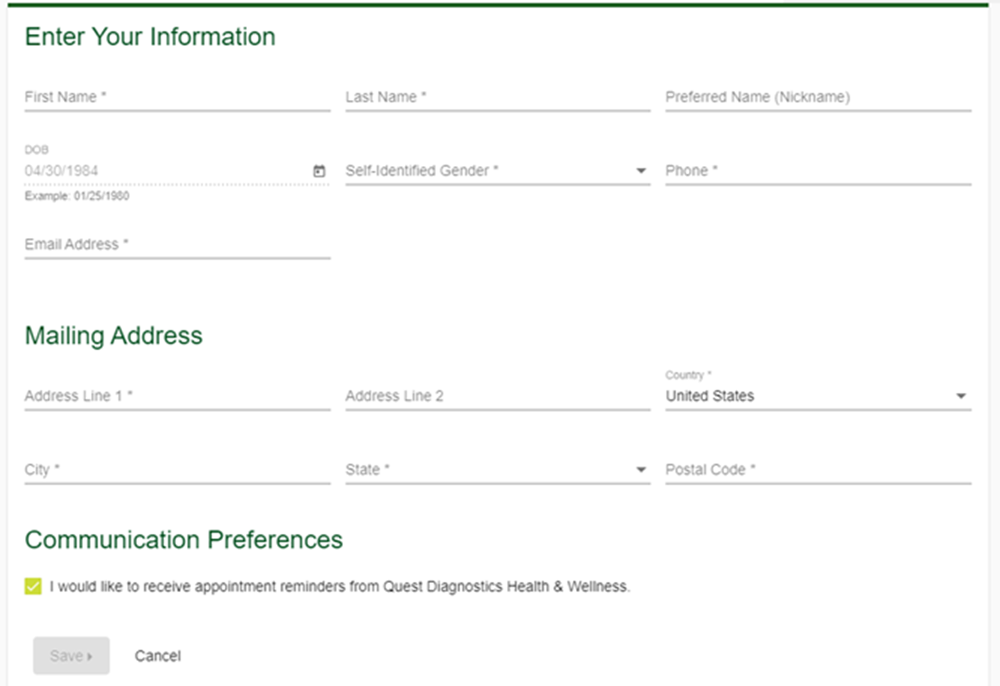 Enter Your Information
First Name * Last Name * Preferred Name (Nickname)
DOB
04/30/1984 Self-Identified Gender * Phone *
Example: 01/25/1980
Email Address *
Mailing Address
Country *
Address Line 1 * Address Line 2 United States
City * State * Postal Code *
Communication Preferences
I would like to receive appointment reminders from Quest Diagnostics Health & Wellness.
Save Cancel